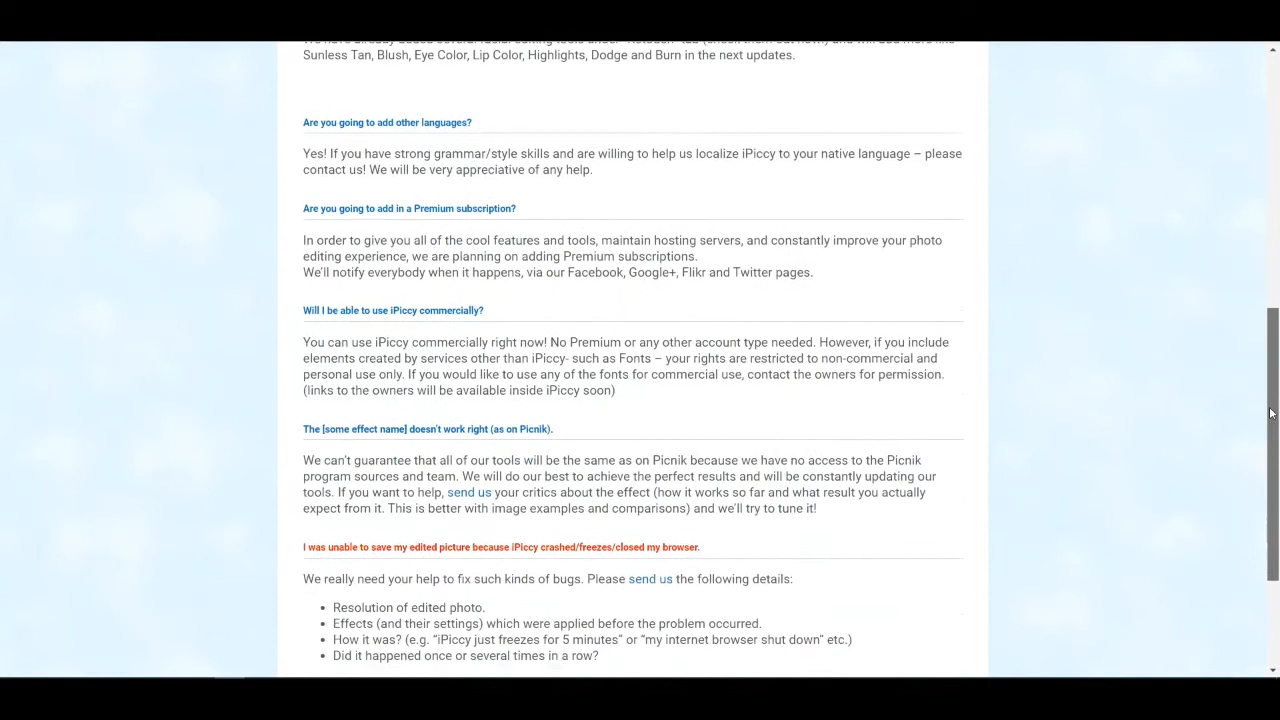 Sunless Tan, Blush, Eye Color, Lip Color, Highlights, Dodge and Burn in the next updates.
Are you going to add other languages?
Yes! If you have strong grammar/style skills and are willing to help us localize iPiccy to your native language – please
contact us! We will be very appreciative of any help.
Are you going to add in a Premium subscription?
In order to give you all of the cool features and tools, maintain hosting servers, and constantly improve your photo
editing experience, we are planning on adding Premium subscriptions.
We'll notify everybody when it happens, via our Facebook, Google+, Flikr and Twitter pages.
Will I be able to use iPiccy commercially?
You can use iPiccy commercially right now! No Premium or any other account type needed. However, if you include
elements created by services other than iPiccy- such as Fonts – your rights are restricted to non-commercial and
personal use only. If you would like to use any of the fonts for commercial use, contact the owners for permission.
(links to the owners will be available inside iPiccy soon)
The [some effect name] doesn't work right (as on Picnik).
We can't guarantee that all of our tools will be the same as on Picnik because we have no access to the Picnik
program sources and team. We will do our best to achieve the perfect results and will be constantly updating our
tools. If you want to help, send us your critics about the effect (how it works so far and what result you actually
expect from it. This is better with image examples and comparisons) and we'll try to tune it!
I was unable to save my edited picture because iPiccy crashed/freezes/closed my browser.
We really need your help to fix such kinds of bugs. Please send us the following details:
• Resolution of edited photo.
• Effects (and their settings) which were applied before the problem occurred.
• How it was? (e.g. “iPiccy just freezes for 5 minutes” or “my internet browser shut down” etc.)
• Did it happened once or several times in a row?